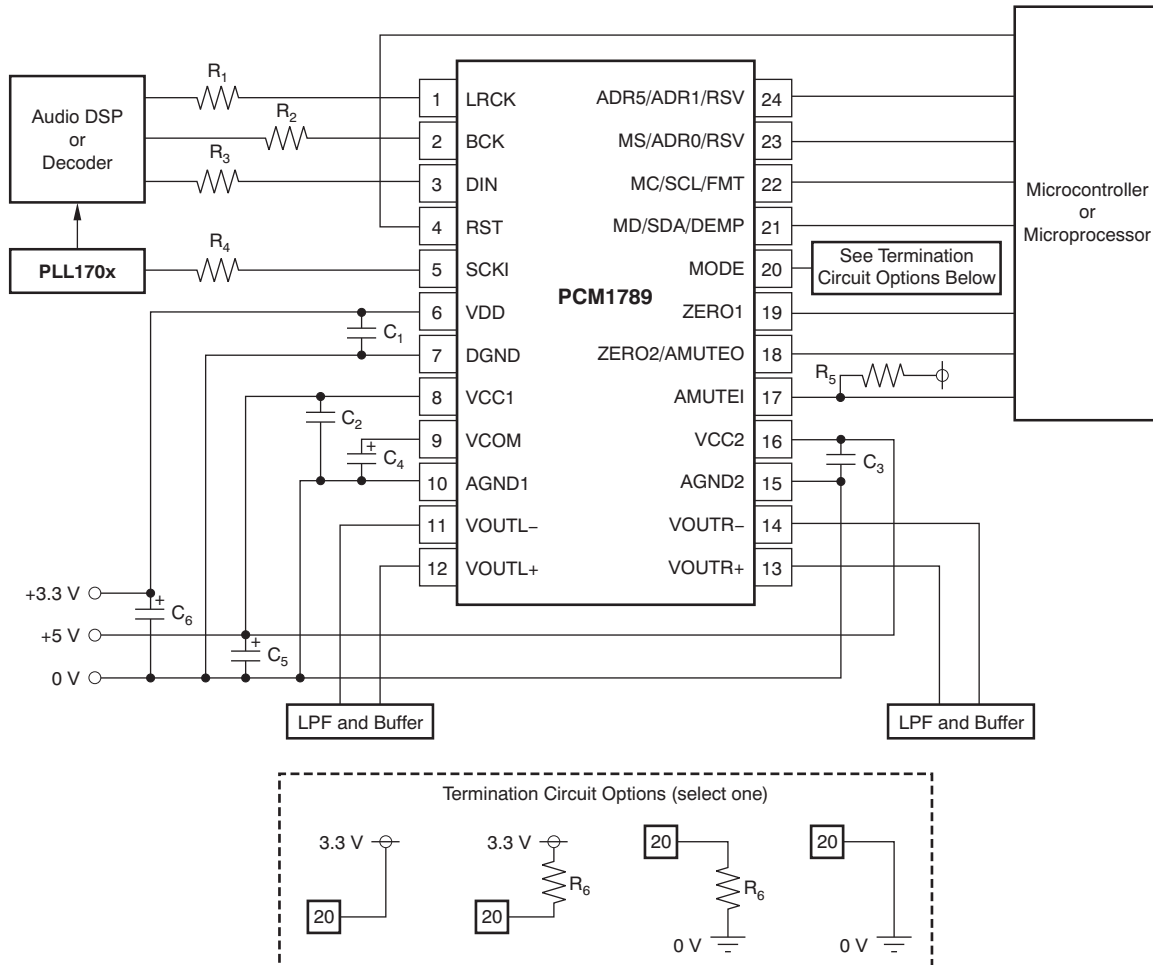 Audio DSP
or
Decoder
PLL170x
R1
R2
R3
R4
1 LRCK
2 BCK
3 DIN
4 RST
5 SCKI
6 VDD
7 DGND
8 VCC1
9 VCOM
10 AGND1
11 VOUTL−
12 VOUTL+
PCM1789
ADR5/ADR1/RSV 24
MS/ADR0/RSV 23
MC/SCL/FMT 22
MD/SDA/DEMP 21
MODE 20
ZERO1 19
ZERO2/AMUTEO 18
AMUTEI 17
VCC2 16
AGND2 15
VOUTR− 14
VOUTR+ 13
Microcontroller
or
Microprocessor
See Termination
Circuit Options Below
R5
C1
C2
+
C4
C3
+3.3 V
+
C6
+5 V
+
C5
0 V
LPF and Buffer
LPF and Buffer
Termination Circuit Options (select one)
3.3 V
20
3.3 V
R6
20
20
R6
0 V
20
0 V